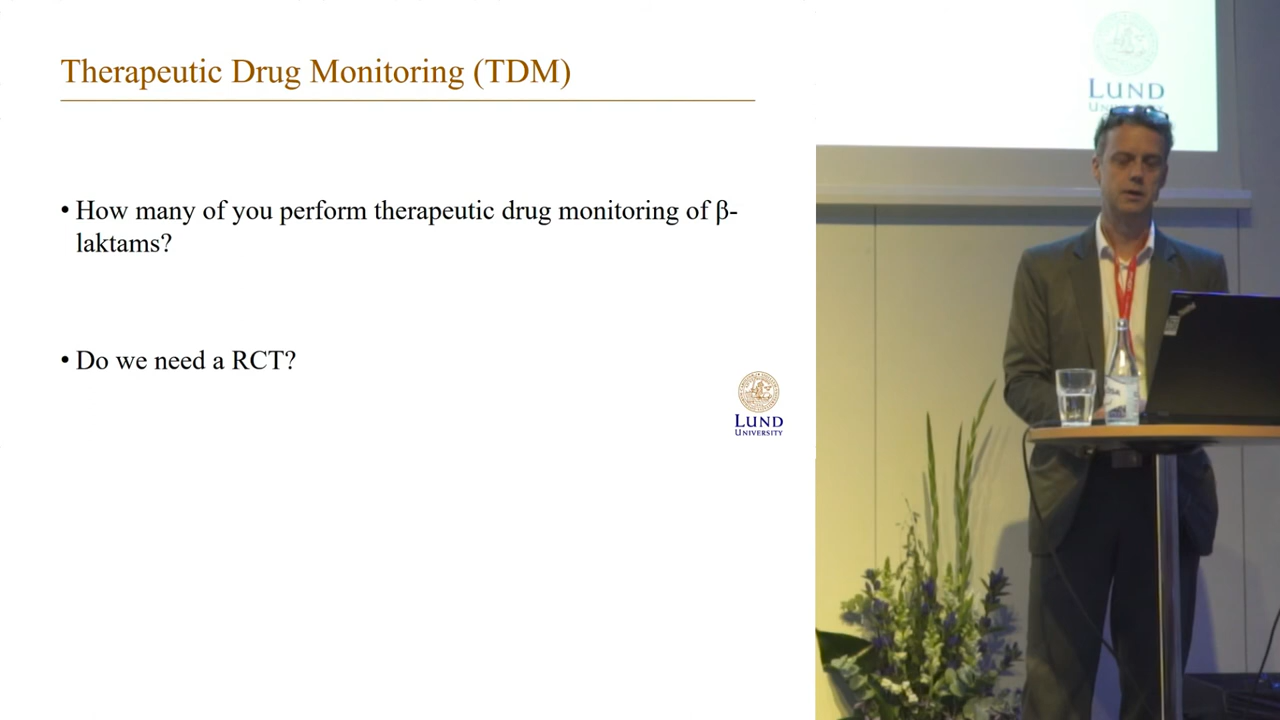 Therapeutic Drug Monitoring (TDM)
• How many of you perform therapeutic drug monitoring of β-
laktams?
• Do we need a RCT?
LUND
UNIVERSITY
LUND